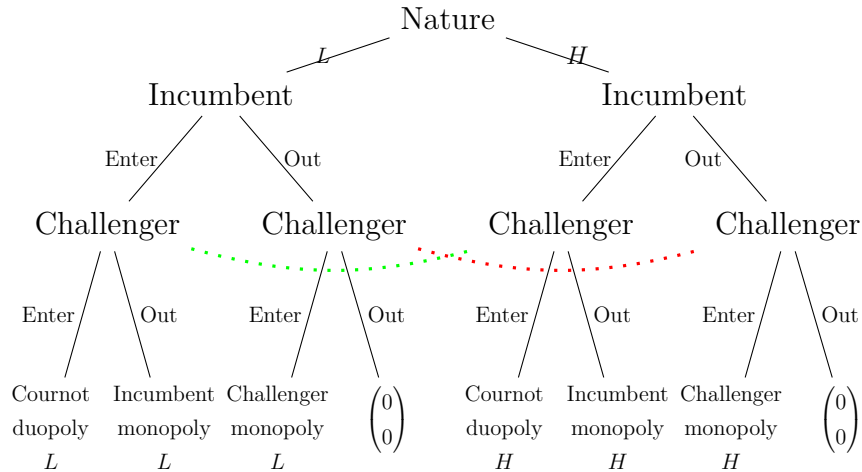 Nature
L H
Incumbent Incumbent
Enter Out Enter Out
Challenger Challenger Challenger Challenger
Enter Out Enter Out Enter Out Enter Out
Cournot Incumbent Challenger 0 Cournot Incumbent Challenger 0
duopoly monopoly monopoly 0 duopoly monopoly monopoly 0
L L L H H H